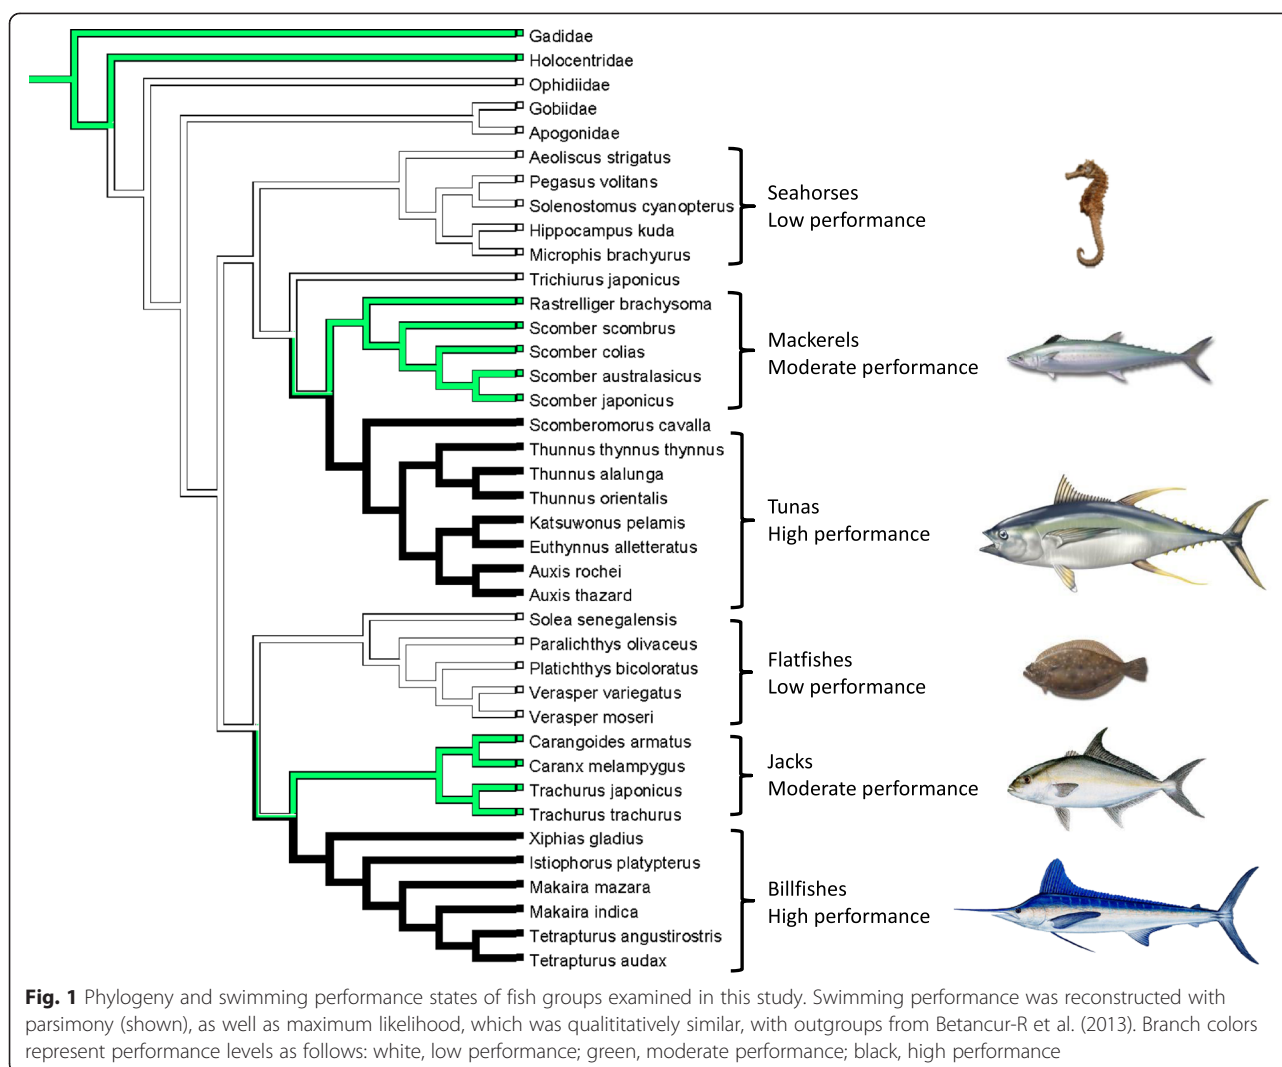 Gadidae
Holocentridae
Ophidiidae
Gobiidae
Apogonidae
Aeoliscus strigatus
Pegasus volitans
Solenostomus cyanopterus
Hippocampus kuda
Microphis brachyurus
Seahorses
Low performance
Trichiurus japonicus
Rastrelliger brachysoma
Scomber scombrus
Scomber colias
Scomber australasicus
Scomber japonicus
Mackerels
Moderate performance
Scomberomorus cavalla
Thunnus thynnus thynnus
Thunnus alalunga
Thunnus orientalis
Katsuwonus pelamis
Euthynnus alletteratus
Auxis rochei
Auxis thazard
Tunas
High performance
Solea senegalensis
Paralichthys olivaceus
Platichthys bicoloratus
Verasper variegatus
Verasper moseri
Flatfishes
Low performance
Carangoides armatus
Caranx melampygus
Trachurus japonicus
Trachurus trachurus
Jacks
Moderate performance
Xiphias gladius
Istiophorus platypterus
Makaira mazara
Makaira indica
Tetrapturus angustirostris
Tetrapturus audax
Billfishes
High performance
Fig. 1 Phylogeny and swimming performance states of fish groups examined in this study. Swimming performance was reconstructed with
parsimony (shown), as well as maximum likelihood, which was qualititatively similar, with outgroups from Betancur-R et al. (2013). Branch colors
represent performance levels as follows: white, low performance; green, moderate performance; black, high performance